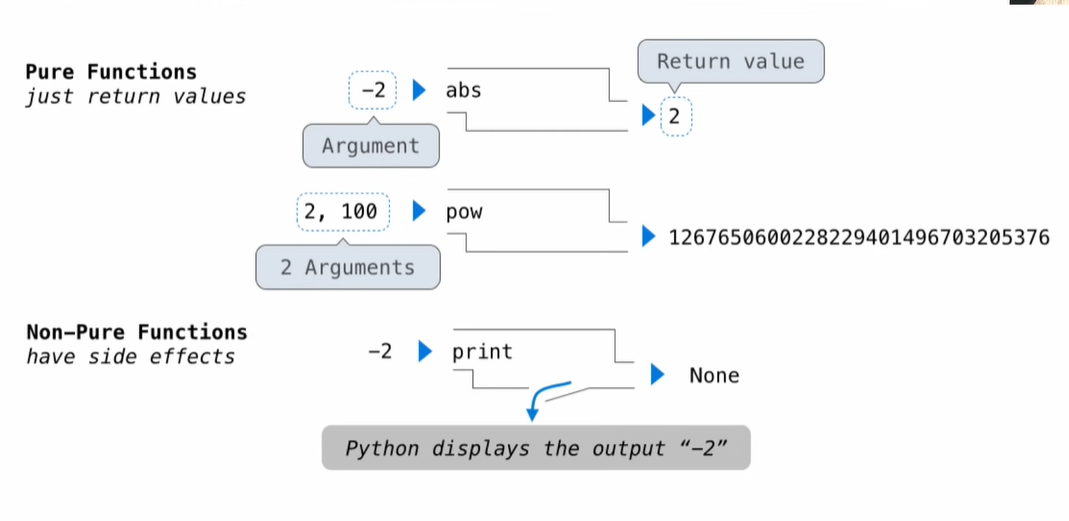 Pure Functions
just return values
Return value
-2
abs
2
Argument
2, 100
pow
1267650600228229401496703205376
2 Arguments
Non-Pure Functions
have side effects
-2
print
None
Python displays the output “-2”